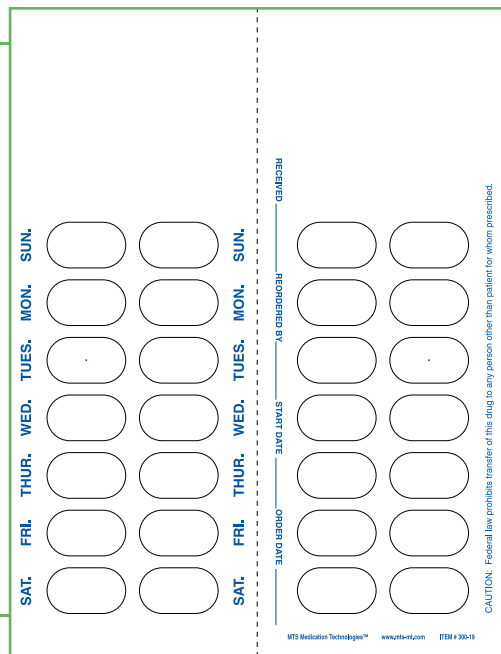 SUN.
MON.
TUES.
WED.
THUR.
FRI.
SAT.
SUN.
MON.
TUES.
WED.
THUR.
FRI.
SAT.
RECEIVED
REORDERED BY
START DATE
ORDER DATE
CAUTION: Federal law prohibits transfer of this drug to any person other than patient for whom prescribed.
MTS Medication Technologies™ www.mts-mt.com ITEM # 300-19